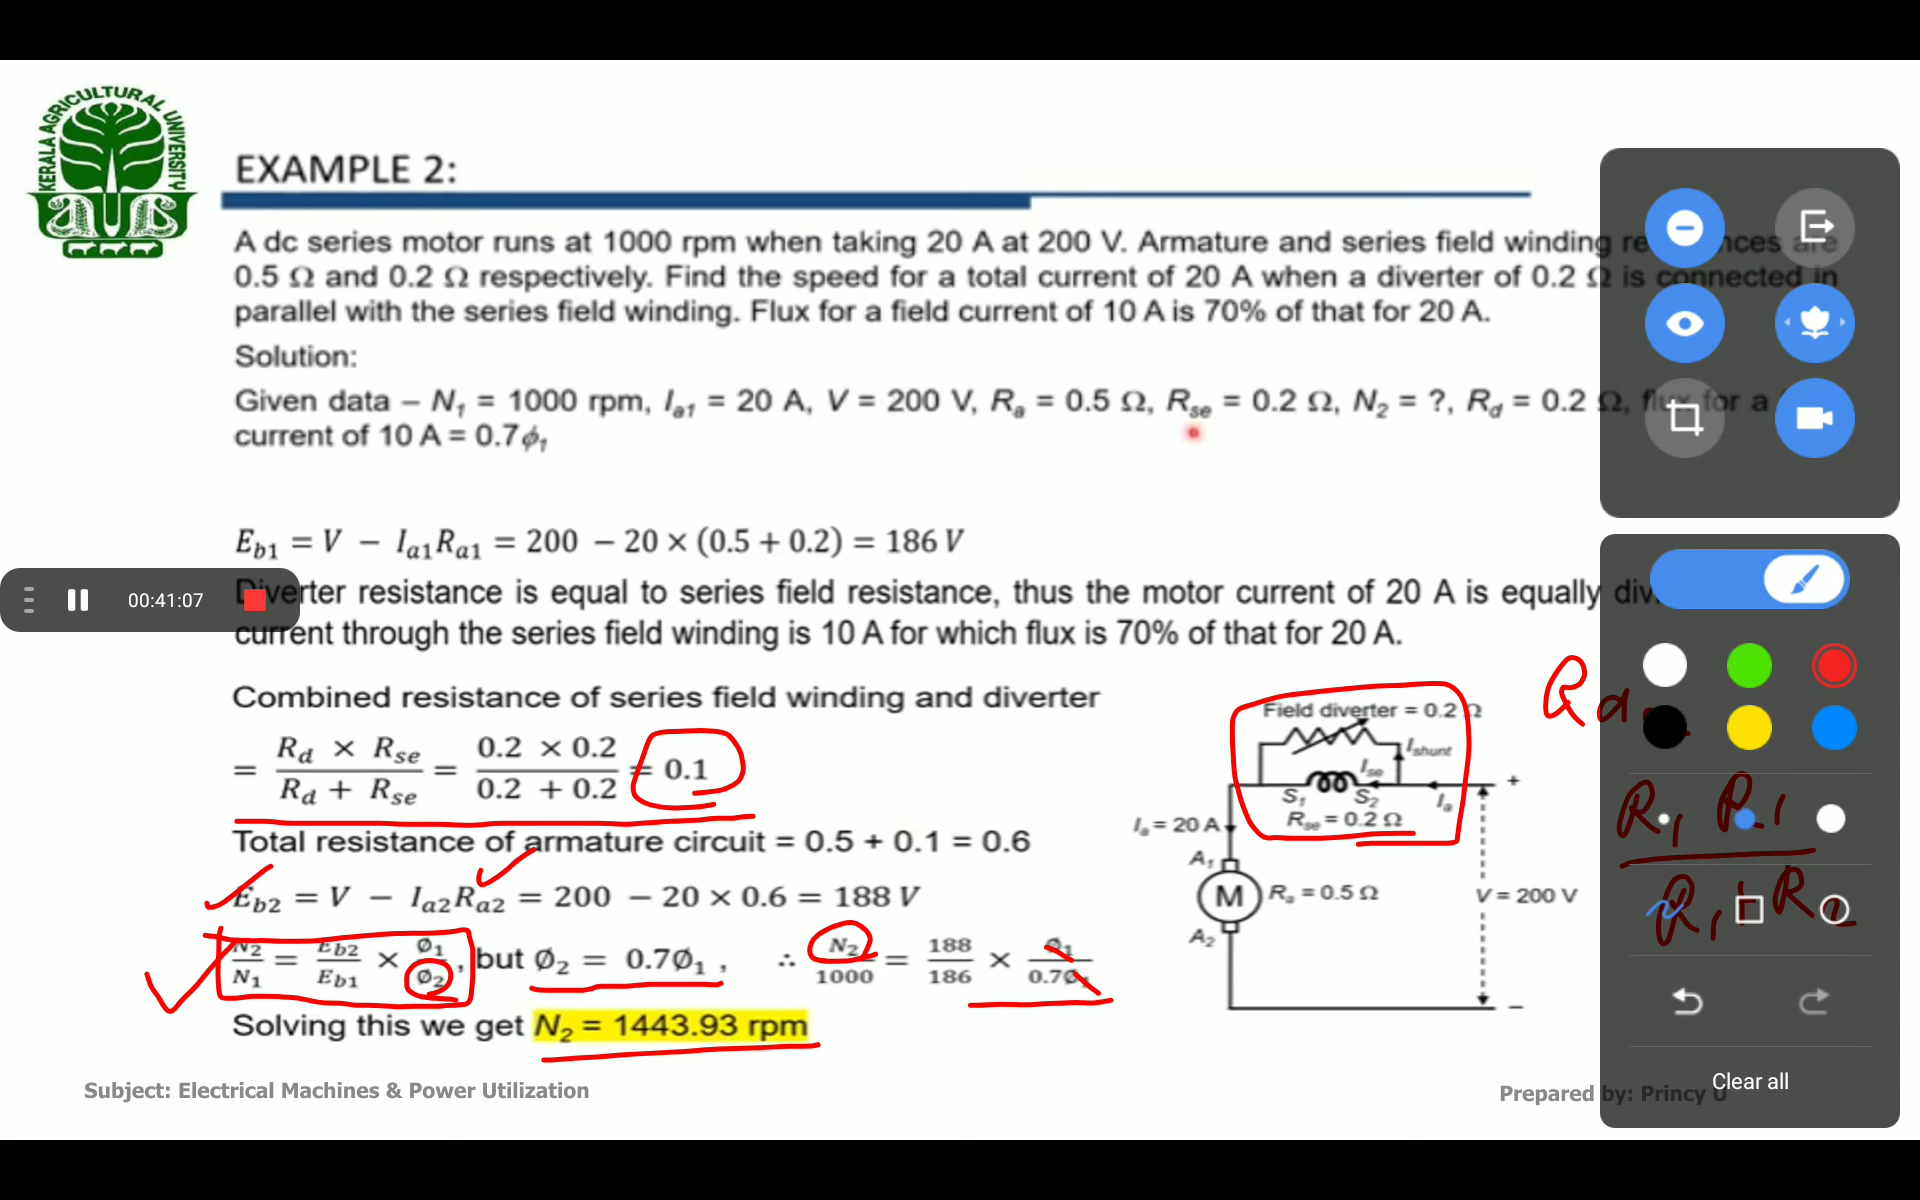 KERALA AGRICULTURAL UNIVERSITY
EXAMPLE 2:
A dc series motor runs at 1000 rpm when taking 20 A at 200 V. Armature and series field winding re nces are
0.5 Ω and 0.2 Ω respectively. Find the speed for a total current of 20 A when a diverter of 0.2 Ω is connected in
parallel with the series field winding. Flux for a field current of 10 A is 70% of that for 20 A.
Solution:
Given data – N₁ = 1000 rpm, Iₐ₁ = 20 A, V = 200 V, Rₐ = 0.5 Ω, Rse = 0.2 Ω, N₂ = ?, Rd = 0.2 Ω, flux for a
current of 10 A = 0.7ϕ₁
Eb1 = V − Ia1Ra1 = 200 − 20 × (0.5 + 0.2) = 186 V
00:41:07
Diverter resistance is equal to series field resistance, thus the motor current of 20 A is equally div
current through the series field winding is 10 A for which flux is 70% of that for 20 A.
Combined resistance of series field winding and diverter
= Rd × Rse / Rd + Rse = 0.2 × 0.2 / 0.2 + 0.2 = 0.1
Total resistance of armature circuit = 0.5 + 0.1 = 0.6
Eb2 = V − Ia2Ra2 = 200 − 20 × 0.6 = 188 V
N2/N1 = Eb2/Eb1 × Ø1/Ø2, but Ø2 = 0.7Ø1, ∴ N2/1000 = 188/186 × Ø1/0.7Ø1
Solving this we get N₂ = 1443.93 rpm
Field diverter = 0.2 Ω
Ishunt
Ise
S₁ S₂ Ia
Rse = 0.2 Ω
+
Ia = 20 A
A₁
M Ra = 0.5 Ω
V = 200 V
A₂
−
R1 R1
R1 + R2
Subject: Electrical Machines & Power Utilization
Prepared by: Princy U
Clear all